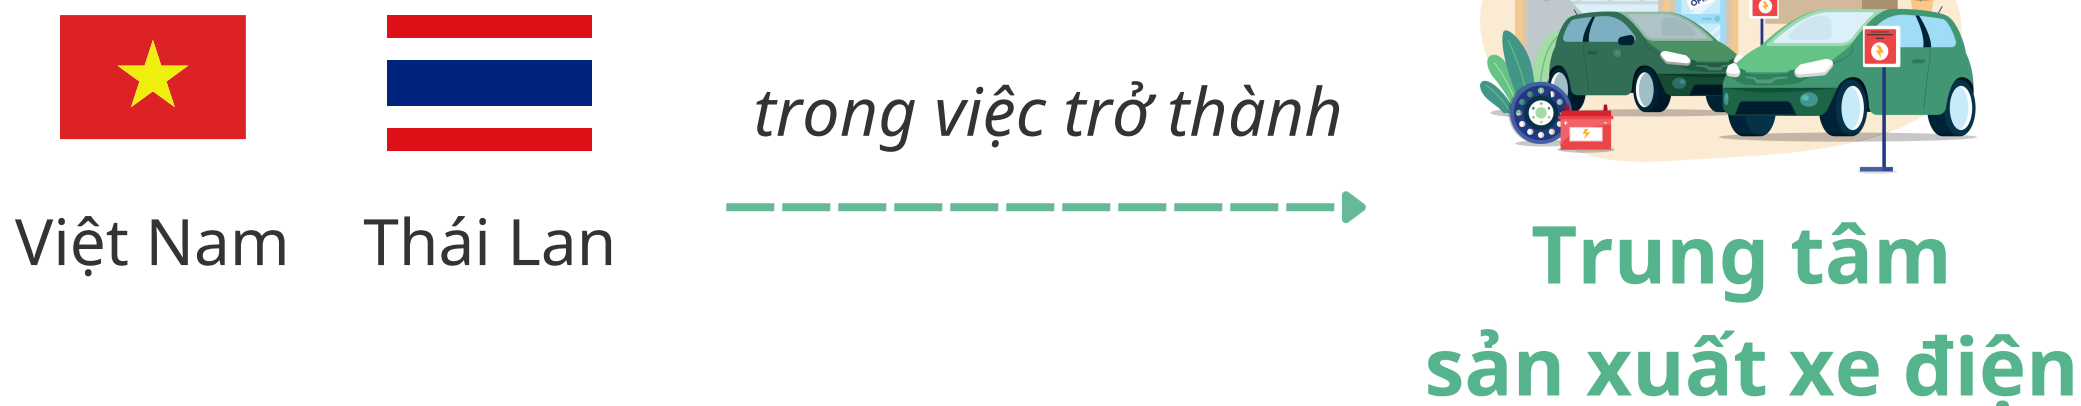 trong việc trở thành
Việt Nam
Thái Lan
Trung tâm
sản xuất xe điện